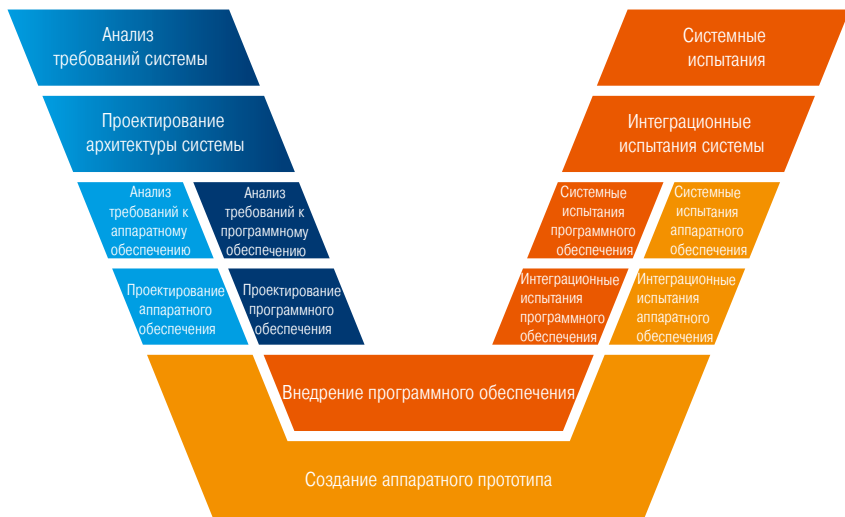 Анализ
требований системы
Системные
испытания
Проектирование
архитектуры системы
Интеграционные
испытания системы
Анализ
требований к
аппаратному
обеспечению
Анализ
требований к
программному
обеспечению
Системные
испытания
программного
обеспечения
Системные
испытания
аппаратного
обеспечения
Проектирование
аппаратного
обеспечения
Проектирование
программного
обеспечения
Интеграционные
испытания
программного
обеспечения
Интеграционные
испытания
аппаратного
обеспечения
Внедрение программного обеспечения
Создание аппаратного прототипа